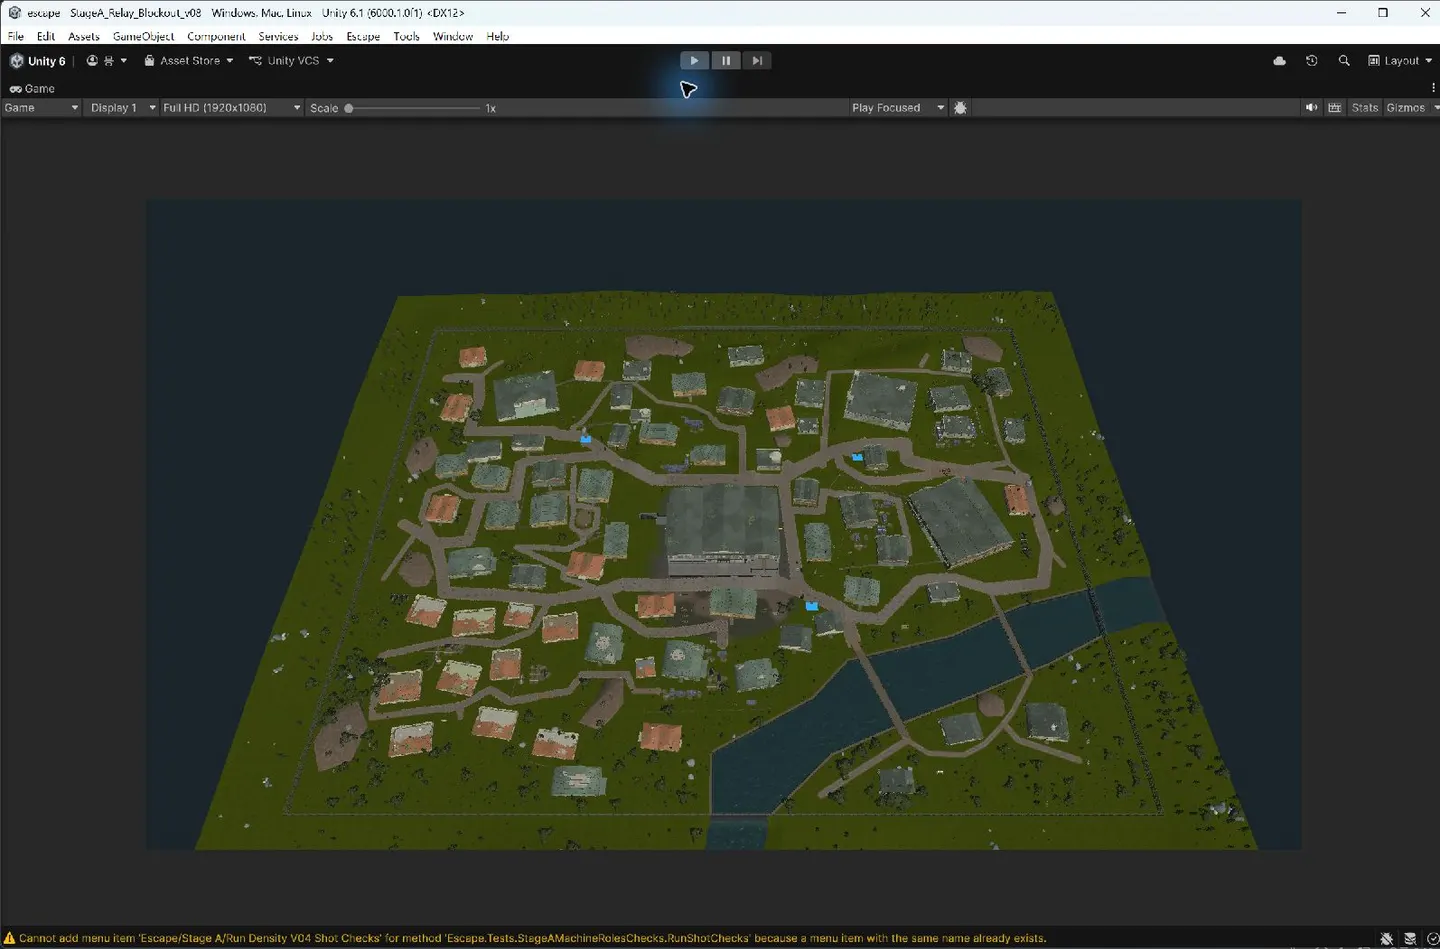 escape   StageA_Relay_Blockout_v08   Windows, Mac, Linux   Unity 6.1 (6000.1.0f1) <DX12>
File Edit Assets GameObject Component Services Jobs Escape Tools Window Help
Unity 6 Asset Store Unity VCS Layout
Game
Game Display 1 Full HD (1920x1080) Scale 1x Play Focused Stats Gizmos
Cannot add menu item 'Escape/Stage A/Run Density V04 Shot Checks' for method 'Escape.Tests.StageAMachineRolesChecks.RunShotChecks' because a menu item with the same name already exists.